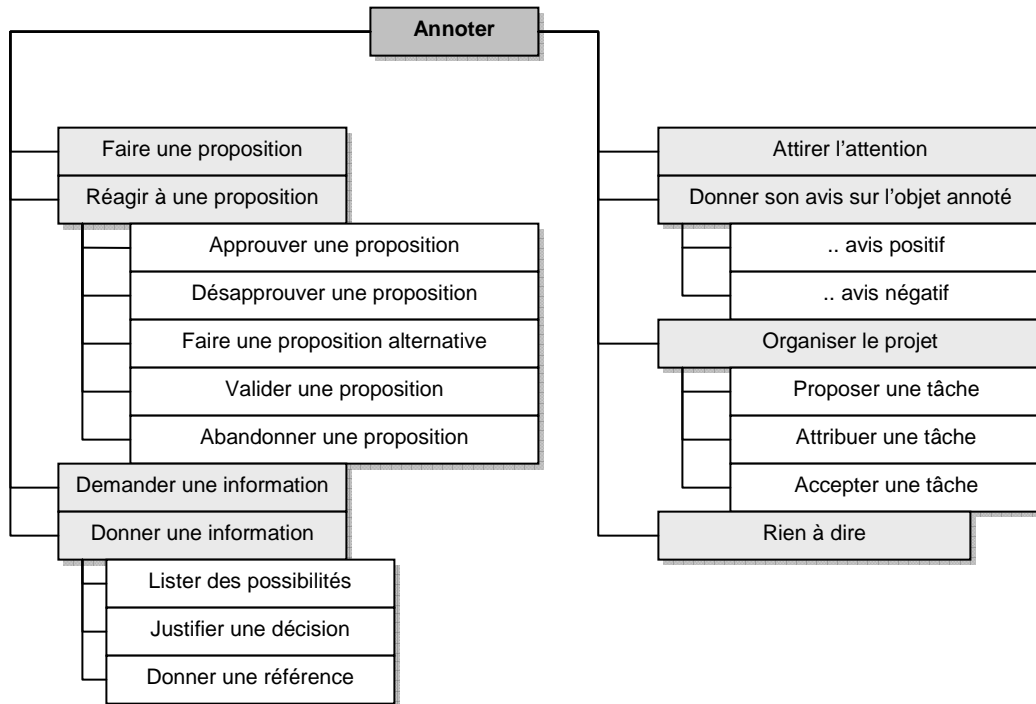 Annoter
Faire une proposition
Réagir à une proposition
Approuver une proposition
Désapprouver une proposition
Faire une proposition alternative
Valider une proposition
Abandonner une proposition
Demander une information
Donner une information
Lister des possibilités
Justifier une décision
Donner une référence
Attirer l’attention
Donner son avis sur l’objet annoté
.. avis positif
.. avis négatif
Organiser le projet
Proposer une tâche
Attribuer une tâche
Accepter une tâche
Rien à dire